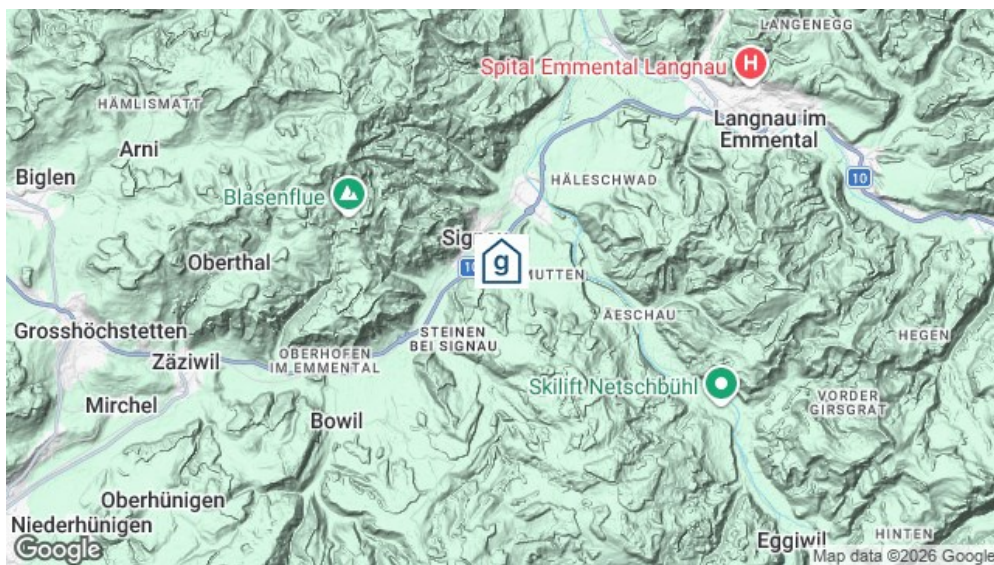 LANGENEGG
Spital Emmental Langnau
H
HÄMLISMATT
Langnau im
Emmental
Arni
Biglen
10
HÄLESCHWAD
Blasenflue
Oberthal
g
MUTTEN
ÄESCHAU
Grosshöchstetten
STEINEN
BEI SIGNAU
HEGEN
Zäziwil
OBERHOFEN
IM EMMENTAL
Skilift Netschbühl
Mirchel
VORDER
GIRSGRAT
Bowil
Oberhünigen
Niederhünigen
Eggiwil
HINTEN
Google
Map data ©2026 Google